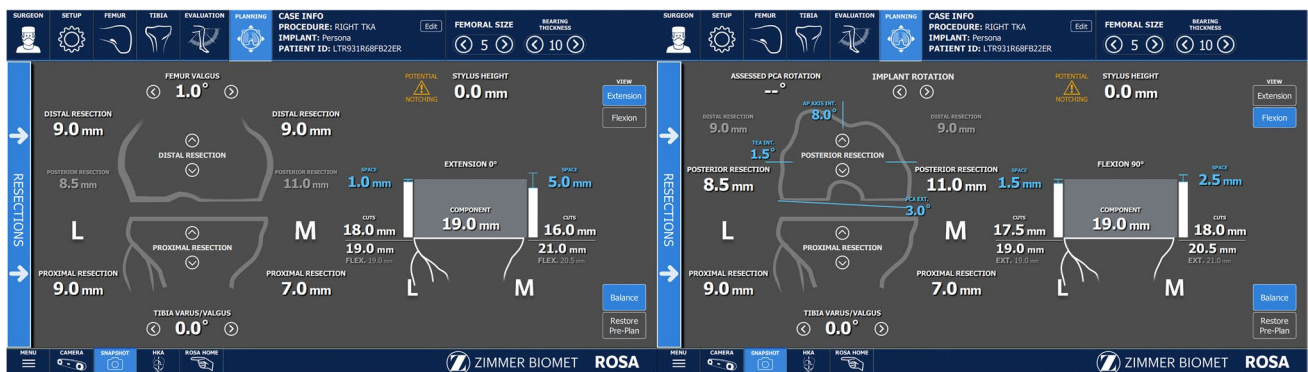 SURGEON
SETUP
FEMUR
TIBIA
EVALUATION
PLANNING
CASE INFO
PROCEDURE: RIGHT TKA
IMPLANT: Persona
PATIENT ID: LTR931R68FB22ER
Edit
FEMORAL SIZE
5
BEARING
THICKNESS
10
RESECTIONS
FEMUR VALGUS
1.0°
POTENTIAL
NOTCHING
STYLUS HEIGHT
0.0 mm
VIEW
Extension
Flexion
DISTAL RESECTION
9.0 mm
DISTAL RESECTION
DISTAL RESECTION
9.0 mm
POSTERIOR RESECTION
8.5 mm
POSTERIOR RESECTION
11.0 mm
EXTENSION 0°
SPACE
1.0 mm
SPACE
5.0 mm
COMPONENT
19.0 mm
CUTS
18.0 mm
19.0 mm
FLEX. 19.0 mm
CUTS
16.0 mm
21.0 mm
FLEX. 20.5 mm
L
M
L
M
PROXIMAL RESECTION
PROXIMAL RESECTION
9.0 mm
PROXIMAL RESECTION
7.0 mm
TIBIA VARUS/VALGUS
0.0°
Balance
Restore
Pre-Plan
MENU
CAMERA
SNAPSHOT
HKA
ROSA HOME
ZIMMER BIOMET
ROSA
SURGEON
SETUP
FEMUR
TIBIA
EVALUATION
PLANNING
CASE INFO
PROCEDURE: RIGHT TKA
IMPLANT: Persona
PATIENT ID: LTR931R68FB22ER
Edit
FEMORAL SIZE
5
BEARING
THICKNESS
10
RESECTIONS
ASSESSED PCA ROTATION
--°
IMPLANT ROTATION
POTENTIAL
NOTCHING
STYLUS HEIGHT
0.0 mm
VIEW
Extension
Flexion
AP AXIS INT.
8.0°
DISTAL RESECTION
9.0 mm
DISTAL RESECTION
9.0 mm
TEA INT.
1.5°
POSTERIOR RESECTION
POSTERIOR RESECTION
8.5 mm
POSTERIOR RESECTION
11.0 mm
PCA EXT.
3.0°
FLEXION 90°
SPACE
1.5 mm
SPACE
2.5 mm
COMPONENT
19.0 mm
CUTS
17.5 mm
19.0 mm
EXT. 19.0 mm
CUTS
18.0 mm
20.5 mm
EXT. 21.0 mm
L
M
L
M
PROXIMAL RESECTION
PROXIMAL RESECTION
9.0 mm
PROXIMAL RESECTION
7.0 mm
TIBIA VARUS/VALGUS
0.0°
Balance
Restore
Pre-Plan
MENU
CAMERA
SNAPSHOT
HKA
ROSA HOME
ZIMMER BIOMET
ROSA